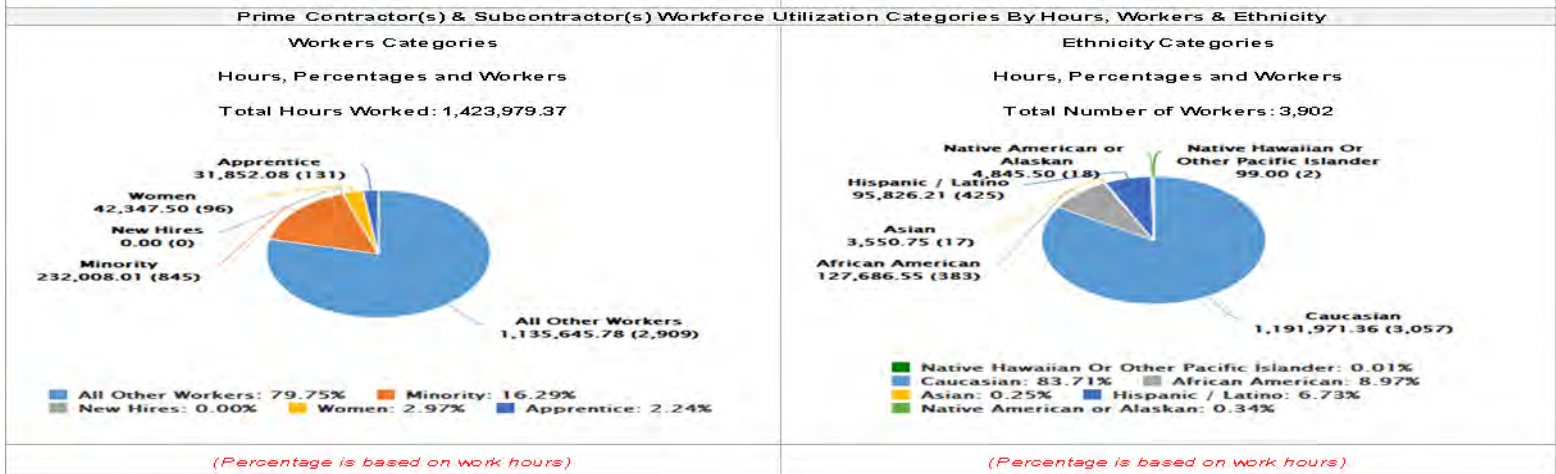 Prime Contractor(s) & Subcontractor(s) Workforce Utilization Categories By Hours, Workers & Ethnicity
Workers Categories
Hours, Percentages and Workers
Total Hours Worked: 1,423,979.37
Apprentice
31,852.08 (131)
Women
42,347.50 (96)
New Hires
0.00 (0)
Minority
232,008.01 (845)
All Other Workers
1,135,645.78 (2,909)
All Other Workers: 79.75% Minority: 16.29%
New Hires: 0.00% Women: 2.97% Apprentice: 2.24%
(Percentage is based on work hours)
Ethnicity Categories
Hours, Percentages and Workers
Total Number of Workers: 3,902
Native American or
Alaskan
4,845.50 (18)
Native Hawaiian Or
Other Pacific Islander
99.00 (2)
Hispanic / Latino
95,826.21 (425)
Asian
3,550.75 (17)
African American
127,686.55 (383)
Caucasian
1,191,971.36 (3,057)
Native Hawaiian Or Other Pacific Islander: 0.01%
Caucasian: 83.71% African American: 8.97%
Asian: 0.25% Hispanic / Latino: 6.73%
Native American or Alaskan: 0.34%
(Percentage is based on work hours)